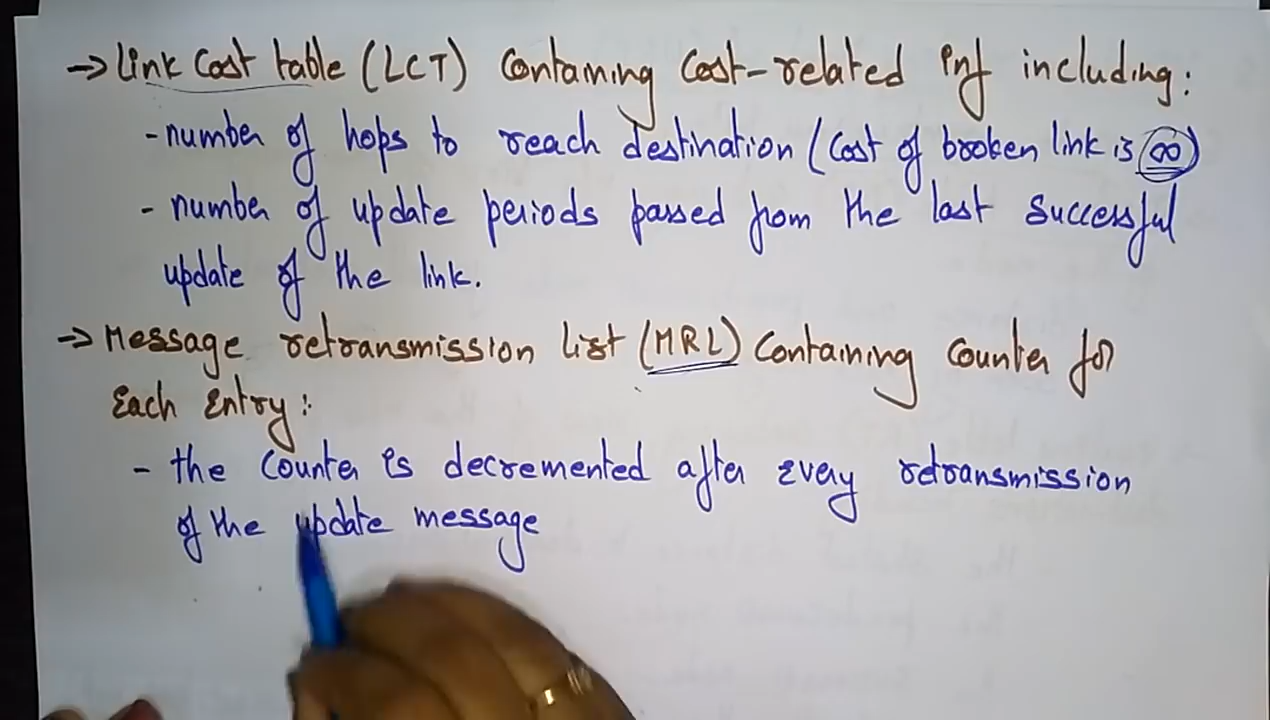 → Link Cost table (LCT) Containing Cost-related inf including:
- number of hops to reach destination (Cost of broken link is ∞)
- number of update periods passed from the last successful
update of the link.
→ Message retransmission list (MRL) Containing Counter for
Each Entry:
- the Counter is decremented after every retransmission
of the update message